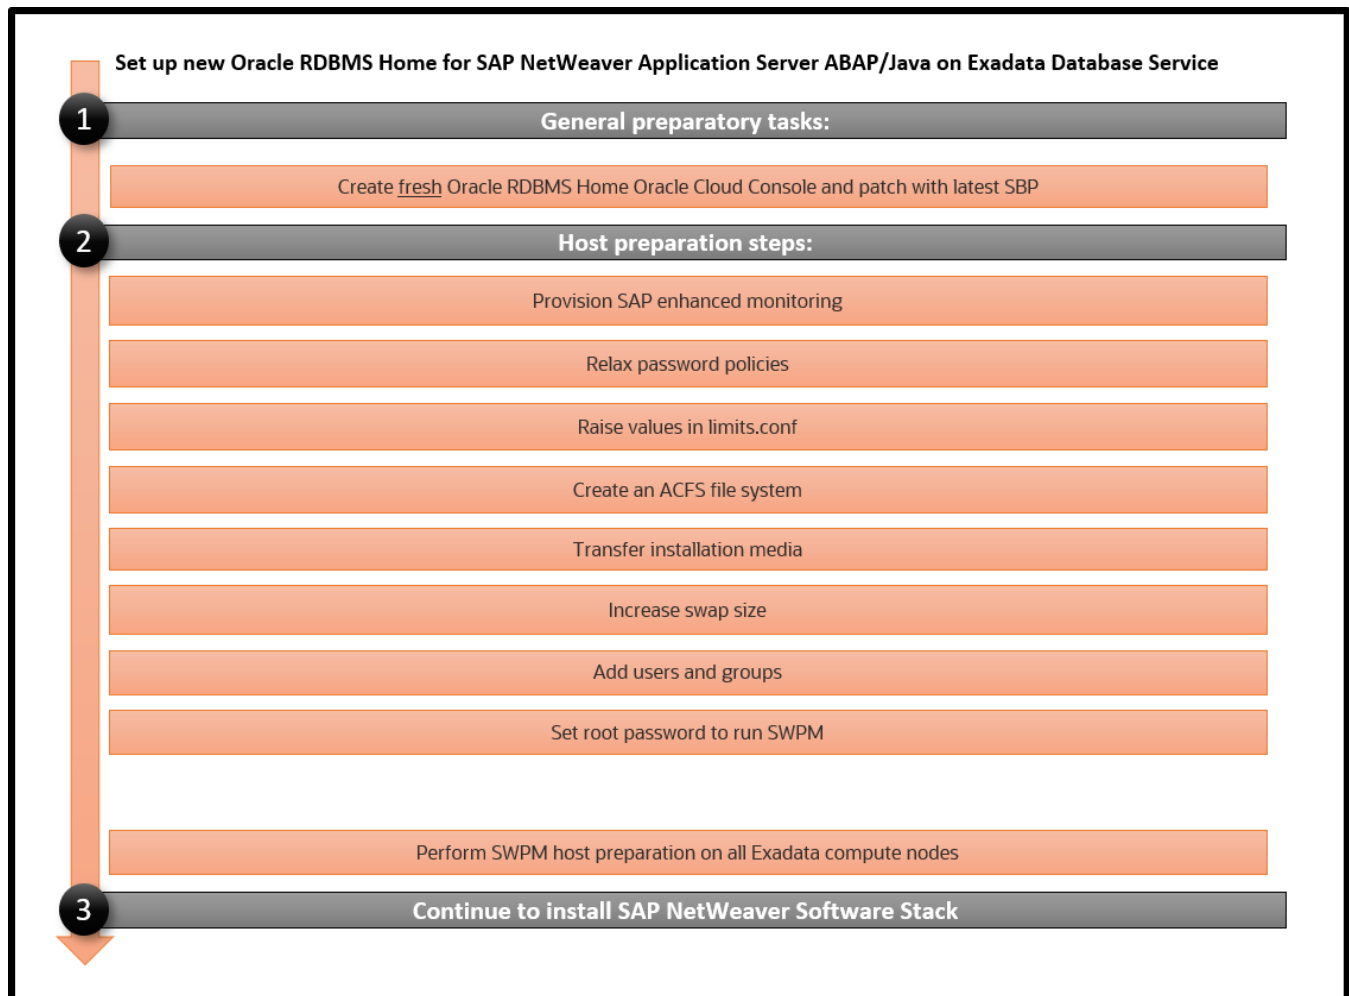 Set up new Oracle RDBMS Home for SAP NetWeaver Application Server ABAP/Java on Exadata Database Service
1
General preparatory tasks:
Create fresh Oracle RDBMS Home Oracle Cloud Console and patch with latest SBP
2
Host preparation steps:
Provision SAP enhanced monitoring
Relax password policies
Raise values in limits.conf
Create an ACFS file system
Transfer installation media
Increase swap size
Add users and groups
Set root password to run SWPM
Perform SWPM host preparation on all Exadata compute nodes
3
Continue to install SAP NetWeaver Software Stack